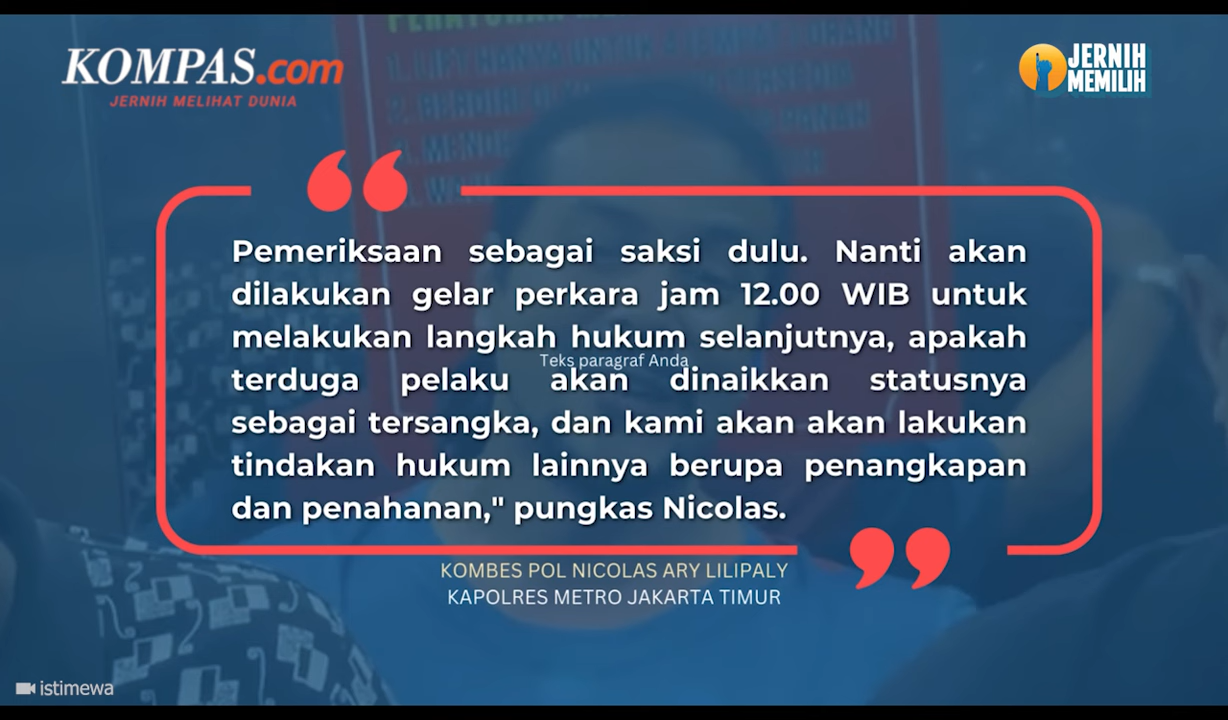 KOMPAS.com
JERNIH MELIHAT DUNIA
JERNIH
MEMILIH
Pemeriksaan sebagai saksi dulu. Nanti akan
dilakukan gelar perkara jam 12.00 WIB untuk
melakukan langkah hukum selanjutnya, apakah
Teks paragraf Anda
terduga pelaku akan dinaikkan statusnya
sebagai tersangka, dan kami akan akan lakukan
tindakan hukum lainnya berupa penangkapan
dan penahanan," pungkas Nicolas.
KOMBES POL NICOLAS ARY LILIPALY
KAPOLRES METRO JAKARTA TIMUR
istimewa